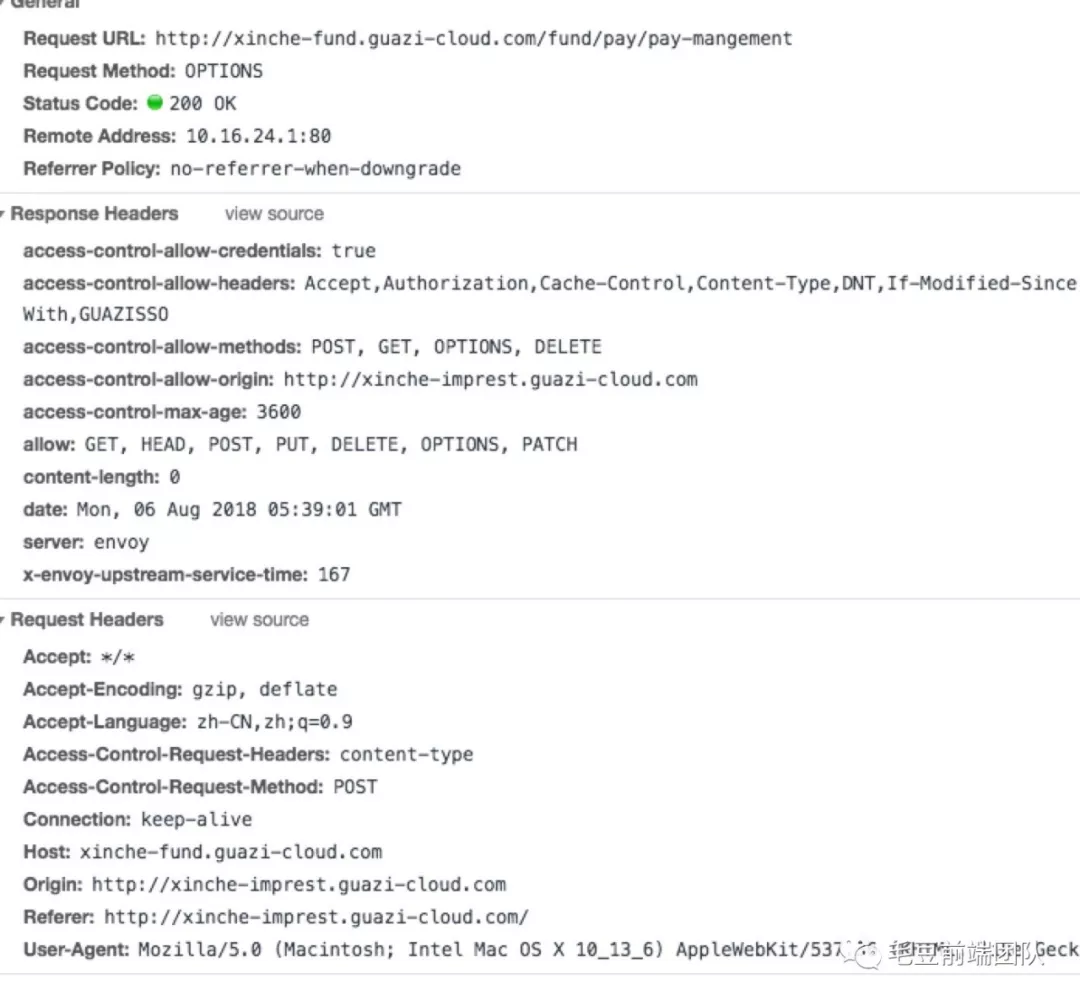 General
Request URL: http://xinche-fund.guazi-cloud.com/fund/pay/pay-mangement
Request Method: OPTIONS
Status Code: 200 OK
Remote Address: 10.16.24.1:80
Referrer Policy: no-referrer-when-downgrade
Response Headers view source
access-control-allow-credentials: true
access-control-allow-headers: Accept,Authorization,Cache-Control,Content-Type,DNT,If-Modified-Since
With,GUAZISSO
access-control-allow-methods: POST, GET, OPTIONS, DELETE
access-control-allow-origin: http://xinche-imprest.guazi-cloud.com
access-control-max-age: 3600
allow: GET, HEAD, POST, PUT, DELETE, OPTIONS, PATCH
content-length: 0
date: Mon, 06 Aug 2018 05:39:01 GMT
server: envoy
x-envoy-upstream-service-time: 167
Request Headers view source
Accept: */*
Accept-Encoding: gzip, deflate
Accept-Language: zh-CN,zh;q=0.9
Access-Control-Request-Headers: content-type
Access-Control-Request-Method: POST
Connection: keep-alive
Host: xinche-fund.guazi-cloud.com
Origin: http://xinche-imprest.guazi-cloud.com
Referer: http://xinche-imprest.guazi-cloud.com/
User-Agent: Mozilla/5.0 (Macintosh; Intel Mac OS X 10_13_6) AppleWebKit/537 Geck
毛豆前端团队